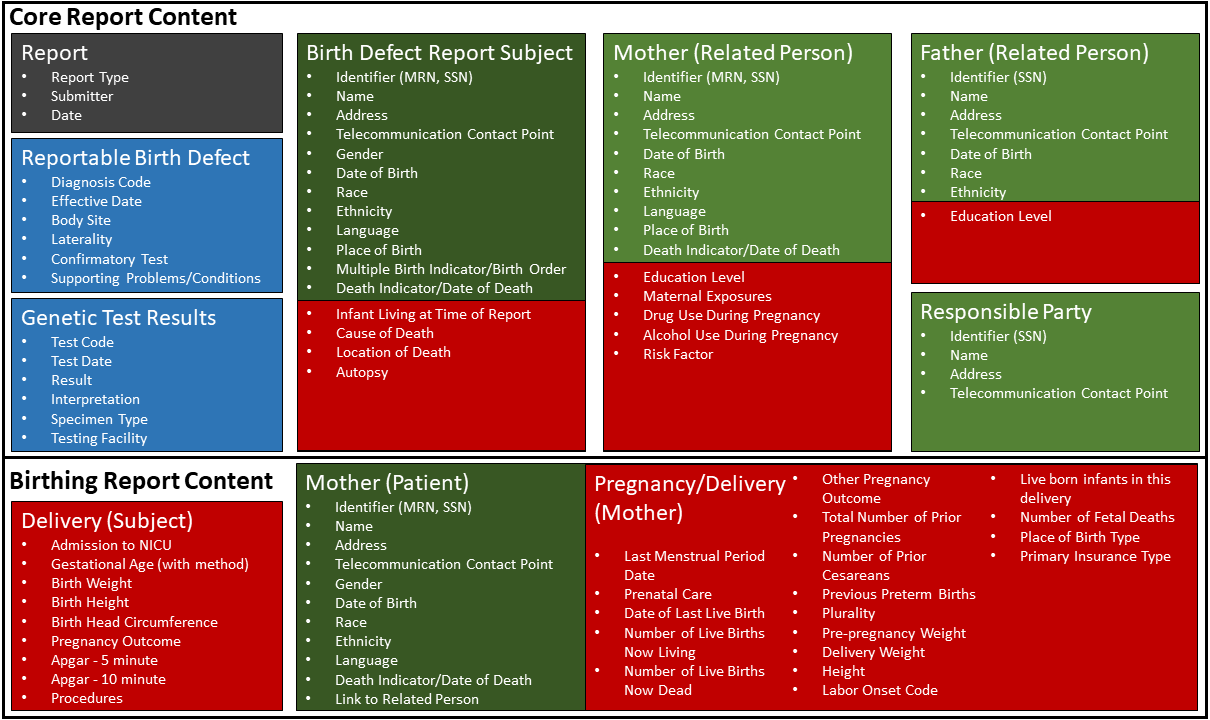 Core Report Content
Report
• Report Type
• Submitter
• Date
Reportable Birth Defect
• Diagnosis Code
• Effective Date
• Body Site
• Laterality
• Confirmatory Test
• Supporting Problems/Conditions
Genetic Test Results
• Test Code
• Test Date
• Result
• Interpretation
• Specimen Type
• Testing Facility
Birth Defect Report Subject
• Identifier (MRN, SSN)
• Name
• Address
• Telecommunication Contact Point
• Gender
• Date of Birth
• Race
• Ethnicity
• Language
• Place of Birth
• Multiple Birth Indicator/Birth Order
• Death Indicator/Date of Death
• Infant Living at Time of Report
• Cause of Death
• Location of Death
• Autopsy
Mother (Related Person)
• Identifier (MRN, SSN)
• Name
• Address
• Telecommunication Contact Point
• Date of Birth
• Race
• Ethnicity
• Language
• Place of Birth
• Death Indicator/Date of Death
• Education Level
• Maternal Exposures
• Drug Use During Pregnancy
• Alcohol Use During Pregnancy
• Risk Factor
Father (Related Person)
• Identifier (SSN)
• Name
• Address
• Telecommunication Contact Point
• Date of Birth
• Race
• Ethnicity
• Education Level
Responsible Party
• Identifier (SSN)
• Name
• Address
• Telecommunication Contact Point
Birthing Report Content
Delivery (Subject)
• Admission to NICU
• Gestational Age (with method)
• Birth Weight
• Birth Height
• Birth Head Circumference
• Pregnancy Outcome
• Apgar - 5 minute
• Apgar - 10 minute
• Procedures
Mother (Patient)
• Identifier (MRN, SSN)
• Name
• Address
• Telecommunication Contact Point
• Gender
• Date of Birth
• Race
• Ethnicity
• Language
• Death Indicator/Date of Death
• Link to Related Person
Pregnancy/Delivery
(Mother)
• Last Menstrual Period
Date
• Prenatal Care
• Date of Last Live Birth
• Number of Live Births
Now Living
• Number of Live Births
Now Dead
• Other Pregnancy
Outcome
• Total Number of Prior
Pregnancies
• Number of Prior
Cesareans
• Previous Preterm Births
• Plurality
• Pre-pregnancy Weight
• Delivery Weight
• Height
• Labor Onset Code
• Live born infants in this
delivery
• Number of Fetal Deaths
• Place of Birth Type
• Primary Insurance Type